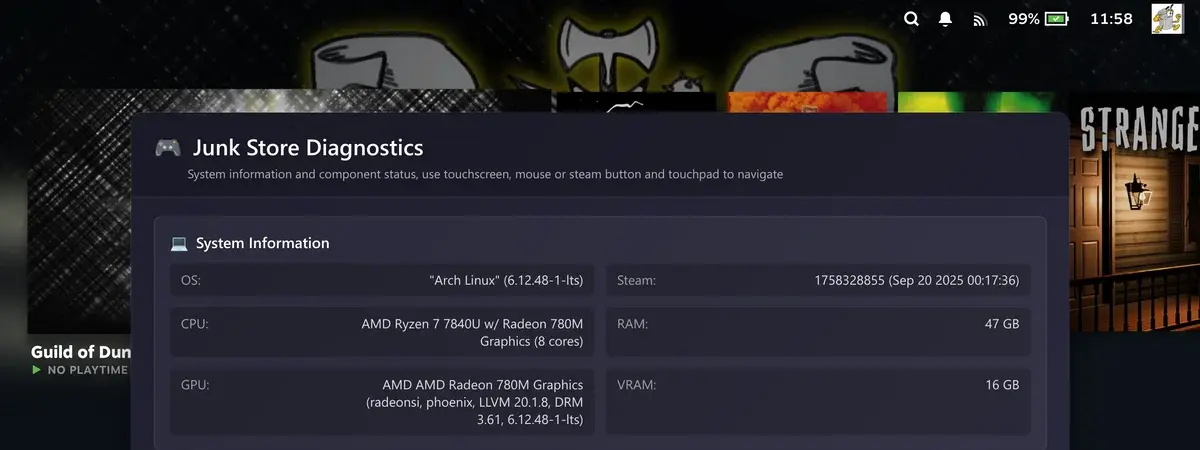 99%
11:58
STRANGE
Junk Store Diagnostics
System information and component status, use touchscreen, mouse or steam button and touchpad to navigate
System Information
OS:
"Arch Linux" (6.12.48-1-lts)
Steam:
1758328855 (Sep 20 2025 00:17:36)
CPU:
AMD Ryzen 7 7840U w/ Radeon 780M
Graphics (8 cores)
RAM:
47 GB
GPU:
AMD AMD Radeon 780M Graphics
(radeonsi, phoenix, LLVM 20.1.8, DRM
3.61, 6.12.48-1-lts)
VRAM:
16 GB
Guild of Dun
NO PLAYTIME